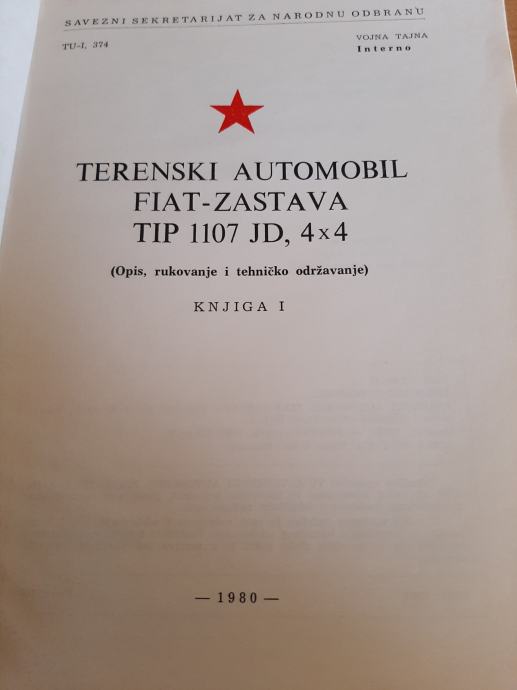 SAVEZNI SEKRETARIJAT ZA NARODNU ODBRANU
TU-I, 374
VOJNA TAJNA
Interno
TERENSKI AUTOMOBIL
FIAT-ZASTAVA
TIP 1107 JD, 4x4
(Opis, rukovanje i tehničko održavanje)
KNJIGA I
— 1980 —